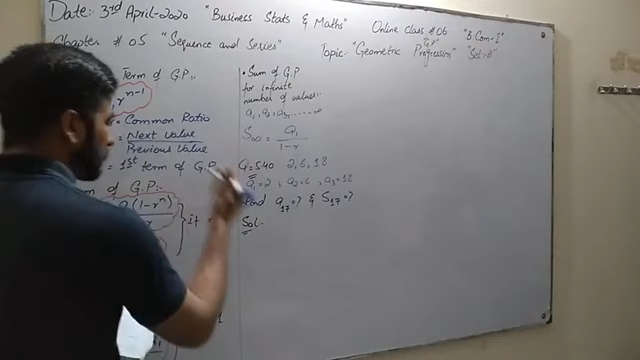 Date:- 3rd April-2020 "Business Stats & Maths" Online class #06 "B Com-I"
Chapter # 05 "Sequence and Series" Topic:- "Geometric Progression" "Set-A"
G.P
Term of G.P:-
r^n-1
= Common Ratio
= Next Value
Previous Value
= 1st term of G.P
of G.P:-
(1-r^n)
If
• Sum of G.P
for infinite
number of values:-
a1, a2, a3, ......∞
S∞ = a1
1-r
2, 6, 18
a1=2, a2=6, a3=18
Find a17=? & S17=?
Sol:-